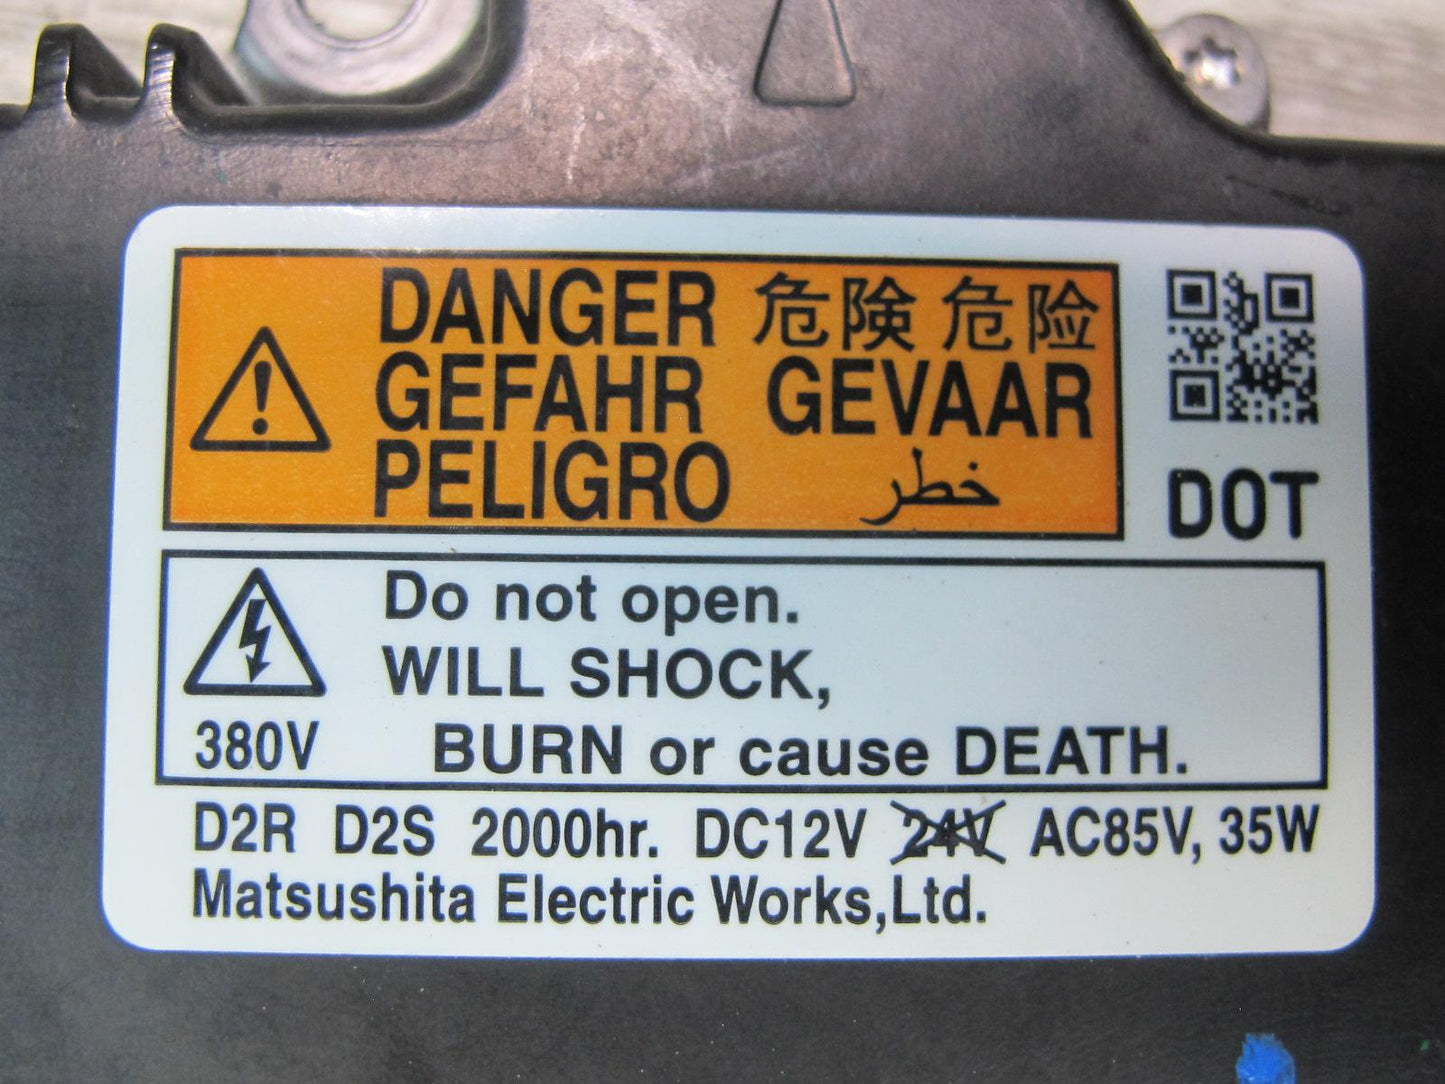 DANGER 危険 危险
GEFAHR GEVAAR
PELIGRO خطر
DOT
Do not open.
WILL SHOCK,
380V BURN or cause DEATH.
D2R D2S 2000hr. DC12V 24V AC85V, 35W
Matsushita Electric Works,Ltd.